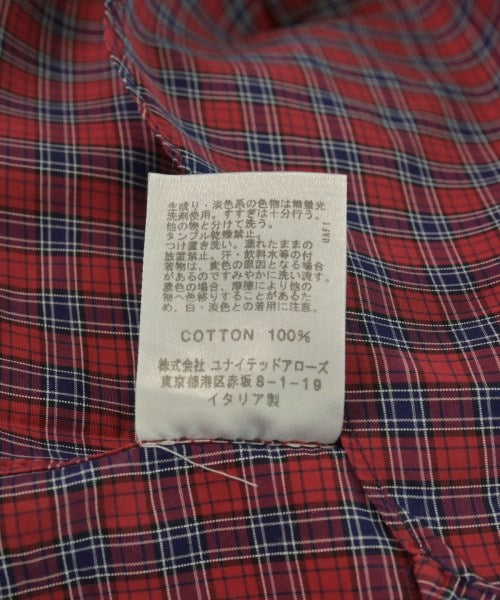 生成り・淡色系の色物は無蛍光
洗剤使用。すすぎは十分行う。
他の物と分けて洗う。
タンブル乾燥禁止。
つけ置き洗い。濡れたままの
放置禁止。汗・飲料水等の付
着物は、変色の原因となる場合
があるのですみやかに洗い流す。
濃色の場合、摩擦により他の
物へ色移りすることがあるた
め、白・淡色との着用に注意。
UAF1
COTTON 100%
株式会社 ユナイテッドアローズ
東京都港区赤坂 8-1-19
イタリア製